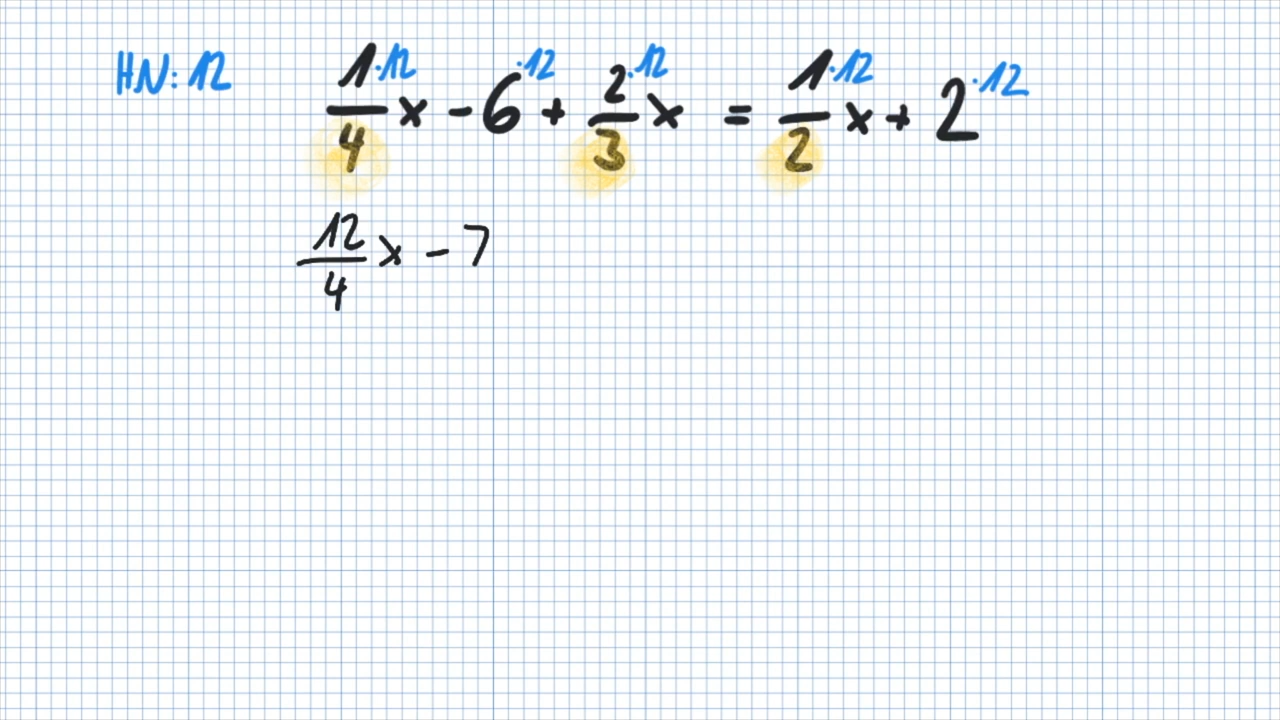 HN: 12 1·12/4 x - 6·12 + 2·12/3 x = 1·12/2 x + 2·12
12/4 x - 7